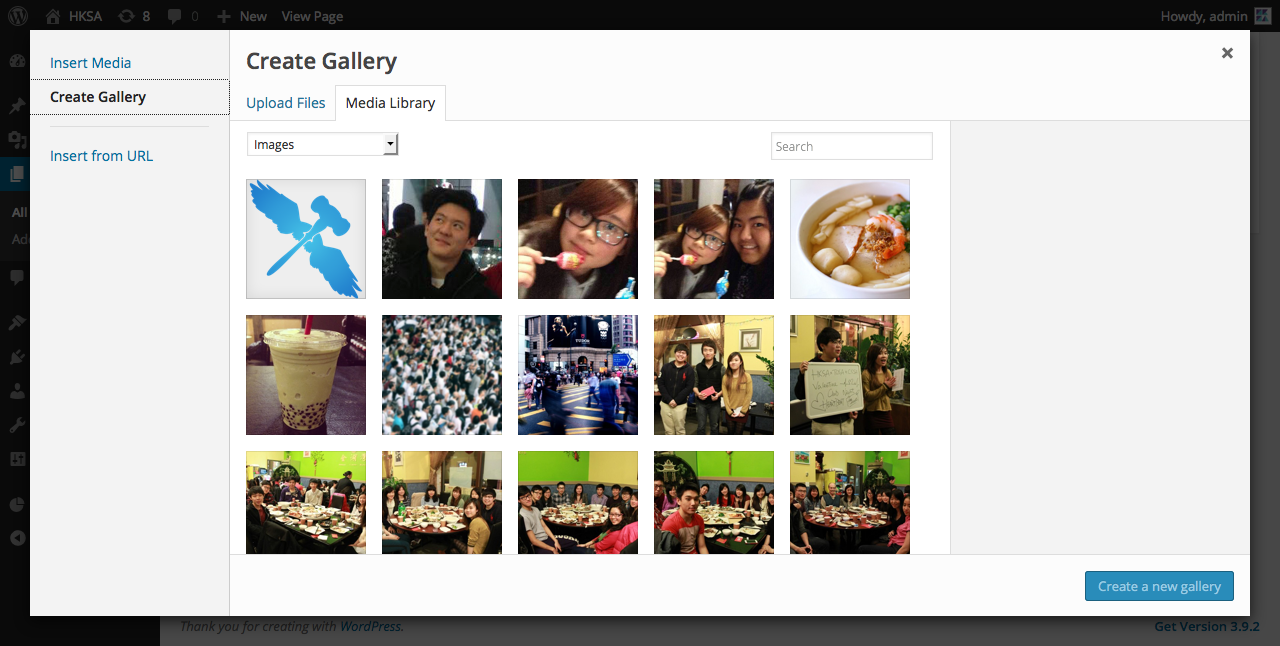 HKSA 8 0 New View Page Howdy, admin
Insert Media
Create Gallery
Insert from URL
All
Create Gallery
Upload Files Media Library
Images Search
Create a new gallery
Thank you for creating with WordPress. Get Version 3.9.2